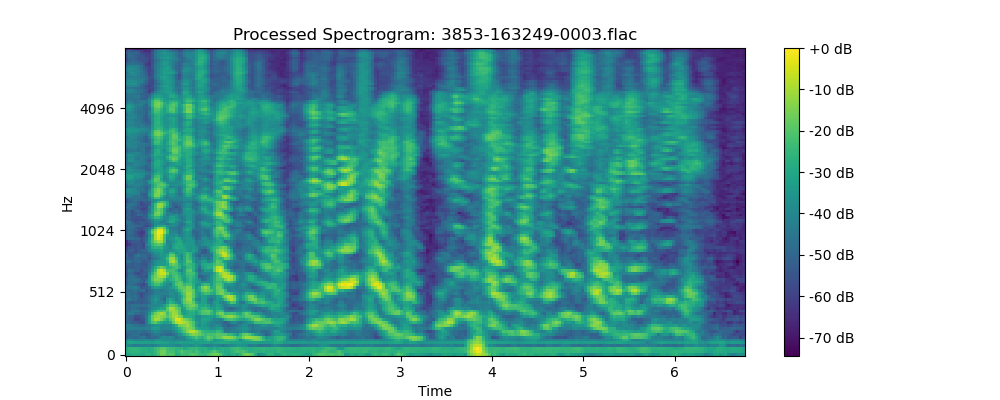 Processed Spectrogram: 3853-163249-0003.flac
+0 dB
4096
-10 dB
-20 dB
2048
-30 dB
Hz
1024
-40 dB
-50 dB
512
-60 dB
-70 dB
0
0 1 2 3 4 5 6
Time